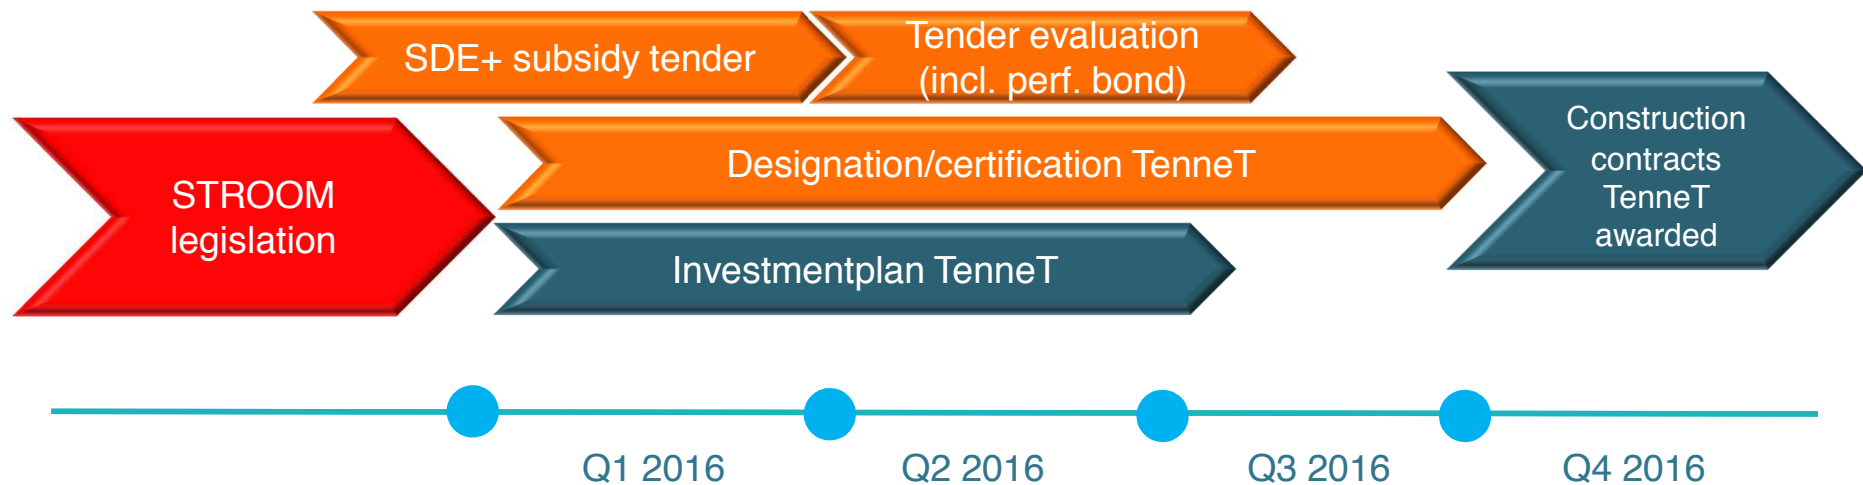 SDE+ subsidy tender
Tender evaluation
(incl. perf. bond)
STROOM
legislation
Designation/certification TenneT
Investmentplan TenneT
Construction
contracts
TenneT
awarded
Q1 2016
Q2 2016
Q3 2016
Q4 2016